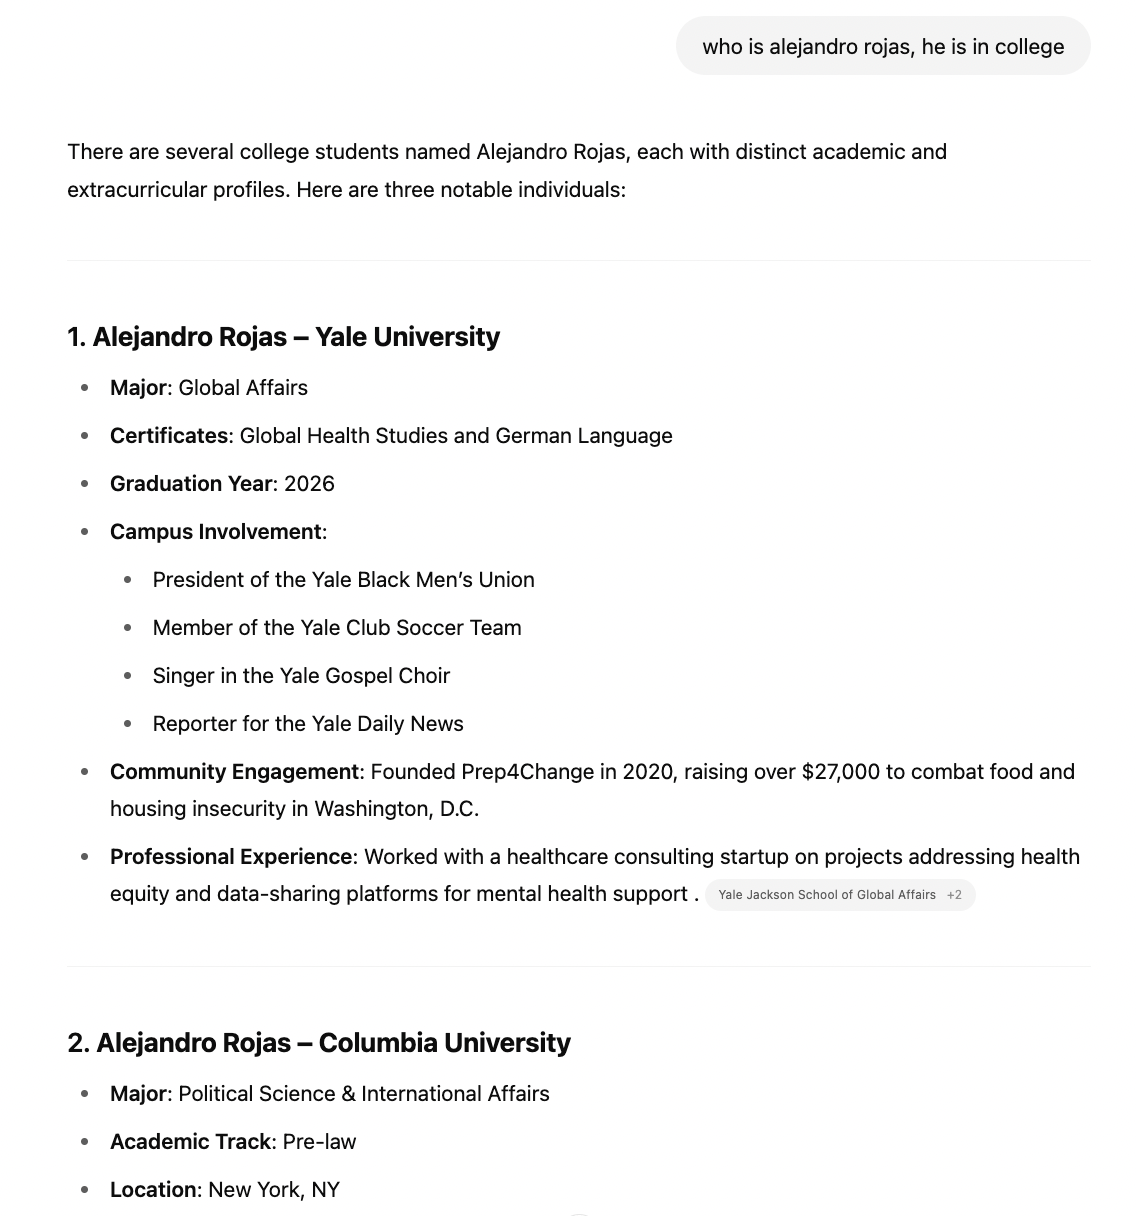 who is alejandro rojas, he is in college
There are several college students named Alejandro Rojas, each with distinct academic and
extracurricular profiles. Here are three notable individuals:
1. Alejandro Rojas – Yale University
• Major: Global Affairs
• Certificates: Global Health Studies and German Language
• Graduation Year: 2026
• Campus Involvement:
• President of the Yale Black Men’s Union
• Member of the Yale Club Soccer Team
• Singer in the Yale Gospel Choir
• Reporter for the Yale Daily News
• Community Engagement: Founded Prep4Change in 2020, raising over $27,000 to combat food and
housing insecurity in Washington, D.C.
• Professional Experience: Worked with a healthcare consulting startup on projects addressing health
equity and data-sharing platforms for mental health support . Yale Jackson School of Global Affairs +2
2. Alejandro Rojas – Columbia University
• Major: Political Science & International Affairs
• Academic Track: Pre-law
• Location: New York, NY